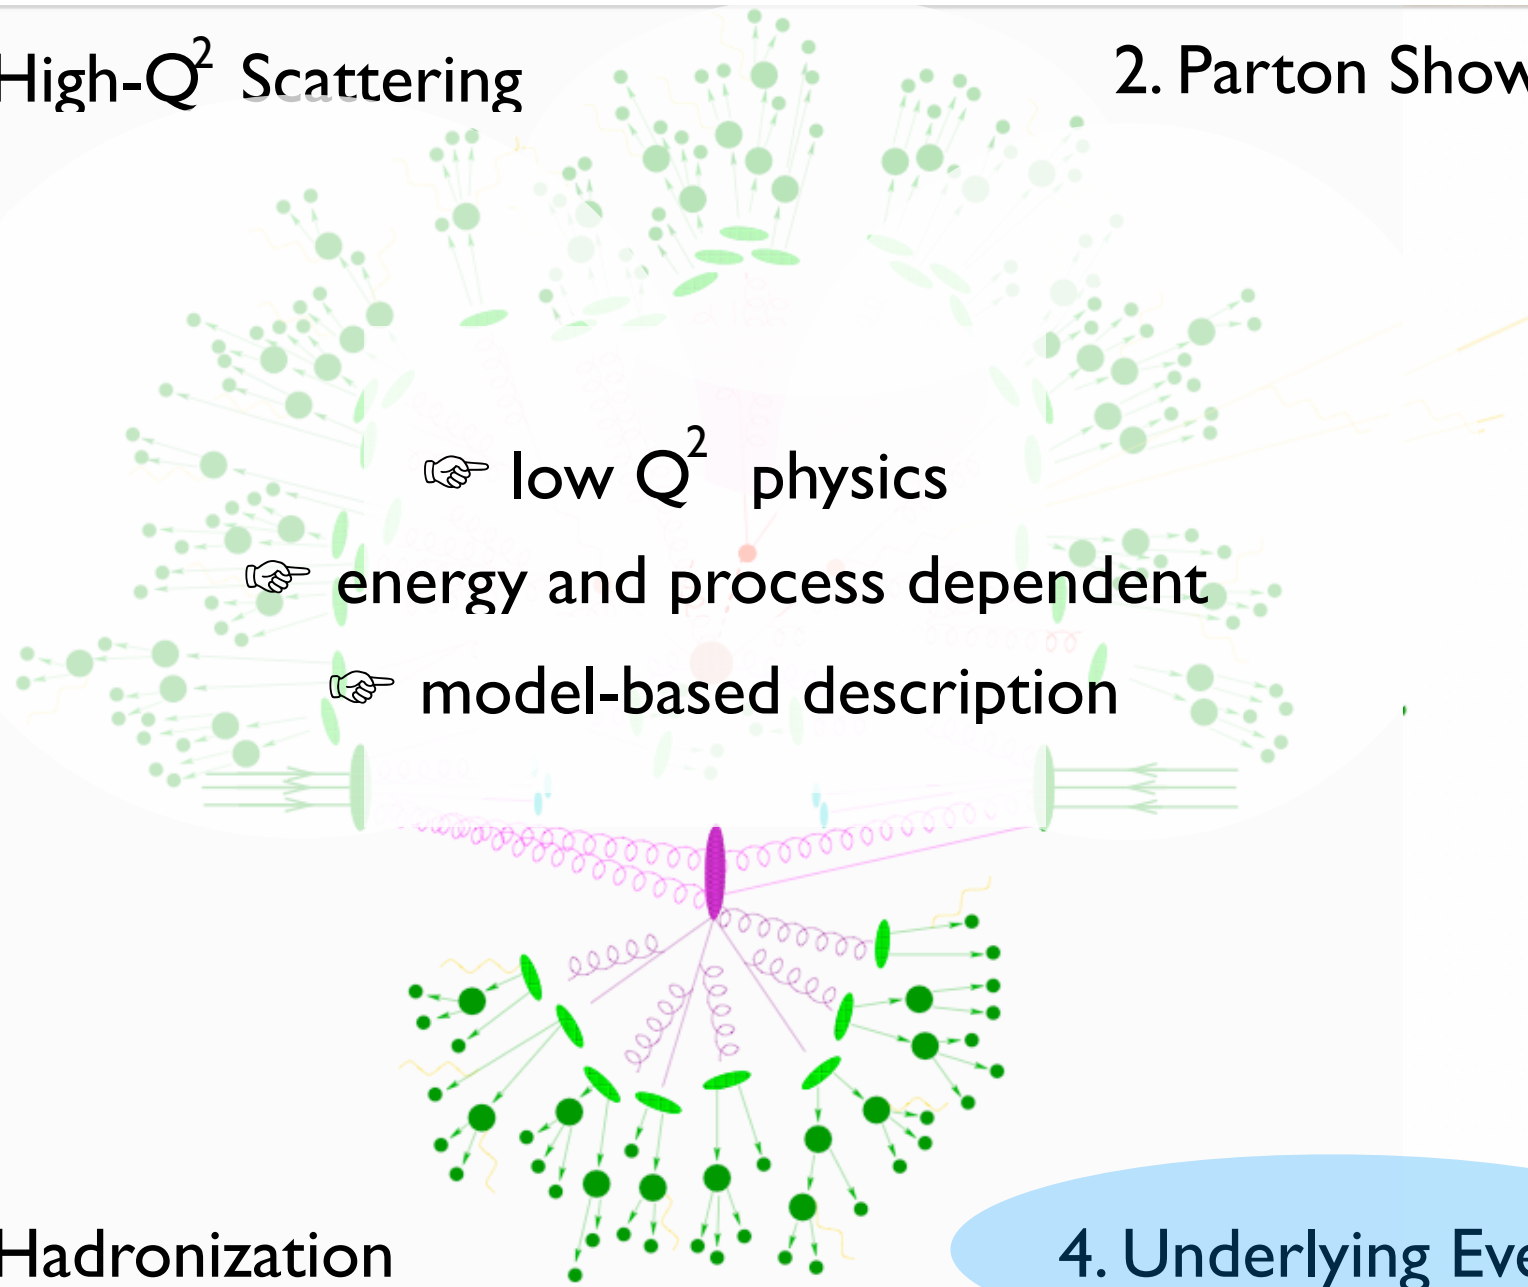 High-Q² Scattering
2. Parton Show
☞ low Q² physics
☞ energy and process dependent
☞ model-based description
Hadronization
4. Underlying Eve